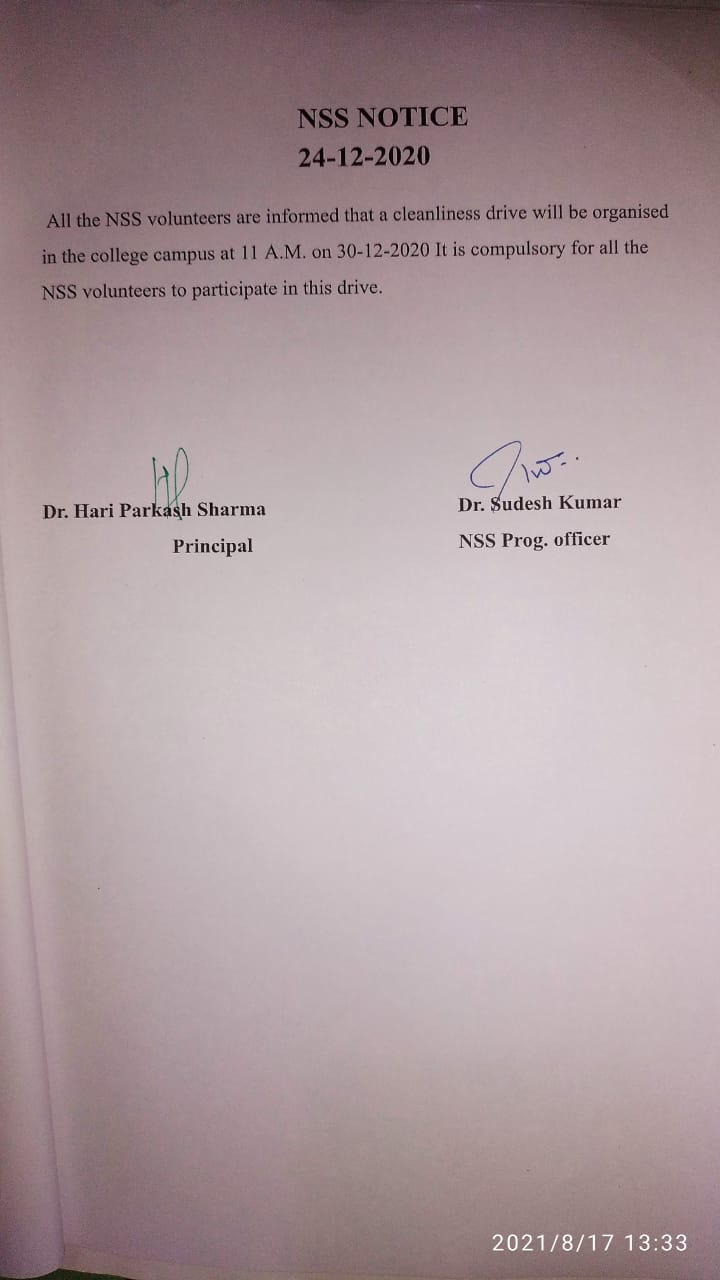 NSS NOTICE
24-12-2020
All the NSS volunteers are informed that a cleanliness drive will be organised
in the college campus at 11 A.M. on 30-12-2020 It is compulsory for all the
NSS volunteers to participate in this drive.
Dr. Hari Parkash Sharma
Principal
Dr. Sudesh Kumar
NSS Prog. officer
2021/8/17 13:33